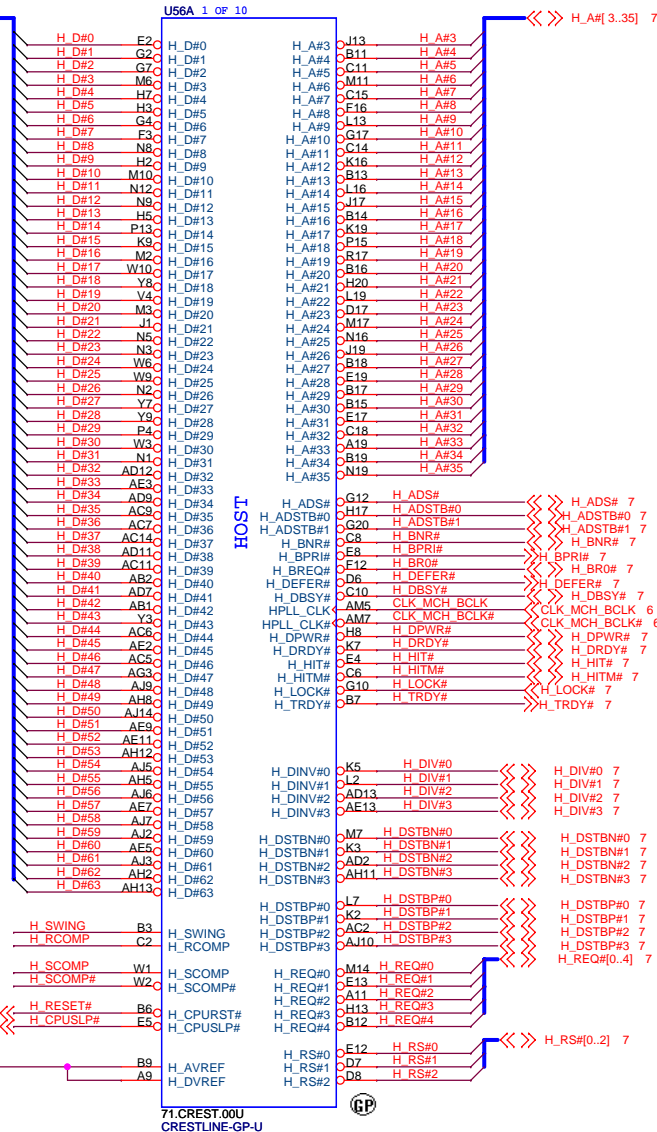 U56A 1 OF 10
H_A#[3..35] 7
H_D#0 E2 H_D#0 H_A#3 J13 H_A#3
H_D#1 G2 H_D#1 H_A#4 B11 H_A#4
H_D#2 G7 H_D#2 H_A#5 C11 H_A#5
H_D#3 M6 H_D#3 H_A#6 M11 H_A#6
H_D#4 H7 H_D#4 H_A#7 C15 H_A#7
H_D#5 H3 H_D#5 H_A#8 F16 H_A#8
H_D#6 G4 H_D#6 H_A#9 L13 H_A#9
H_D#7 F3 H_D#7 H_A#10 G17 H_A#10
H_D#8 N8 H_D#8 H_A#11 C14 H_A#11
H_D#9 H2 H_D#9 H_A#12 K16 H_A#12
H_D#10 M10 H_D#10 H_A#13 B13 H_A#13
H_D#11 N12 H_D#11 H_A#14 L16 H_A#14
H_D#12 N9 H_D#12 H_A#15 J17 H_A#15
H_D#13 H5 H_D#13 H_A#16 B14 H_A#16
H_D#14 P13 H_D#14 H_A#17 K19 H_A#17
H_D#15 K9 H_D#15 H_A#18 P15 H_A#18
H_D#16 M2 H_D#16 H_A#19 R17 H_A#19
H_D#17 W10 H_D#17 H_A#20 B16 H_A#20
H_D#18 Y8 H_D#18 H_A#21 H20 H_A#21
H_D#19 V4 H_D#19 H_A#22 L19 H_A#22
H_D#20 M3 H_D#20 H_A#23 D17 H_A#23
H_D#21 J1 H_D#21 H_A#24 M17 H_A#24
H_D#22 N5 H_D#22 H_A#25 N16 H_A#25
H_D#23 N3 H_D#23 H_A#26 J19 H_A#26
H_D#24 W6 H_D#24 H_A#27 B18 H_A#27
H_D#25 W9 H_D#25 H_A#28 E19 H_A#28
H_D#26 N2 H_D#26 H_A#29 B17 H_A#29
H_D#27 Y7 H_D#27 H_A#30 B15 H_A#30
H_D#28 Y9 H_D#28 H_A#31 E17 H_A#31
H_D#29 P4 H_D#29 H_A#32 C18 H_A#32
H_D#30 W3 H_D#30 H_A#33 A19 H_A#33
H_D#31 N1 H_D#31 H_A#34 B19 H_A#34
H_D#32 AD12 H_D#32 H_A#35 N19 H_A#35
H_D#33 AE3 H_D#33
HOST
H_D#34 AD9 H_D#34 H_ADS# G12 H_ADS# H_ADS# 7
H_D#35 AC9 H_D#35 H_ADSTB#0 H17 H_ADSTB#0 H_ADSTB#0 7
H_D#36 AC7 H_D#36 H_ADSTB#1 G20 H_ADSTB#1 H_ADSTB#1 7
H_D#37 AC14 H_D#37 H_BNR# C8 H_BNR# H_BNR# 7
H_D#38 AD11 H_D#38 H_BPRI# E8 H_BPRI# H_BPRI# 7
H_D#39 AC11 H_D#39 H_BREQ# F12 H_BR0# H_BR0# 7
H_D#40 AB2 H_D#40 H_DEFER# D6 H_DEFER# H_DEFER# 7
H_D#41 AD7 H_D#41 H_DBSY# C10 H_DBSY# H_DBSY# 7
H_D#42 AB1 H_D#42 HPLL_CLK AM5 CLK_MCH_BCLK CLK_MCH_BCLK 6
H_D#43 Y3 H_D#43 HPLL_CLK# AM7 CLK_MCH_BCLK# CLK_MCH_BCLK# 6
H_D#44 AC6 H_D#44 H_DPWR# H8 H_DPWR# H_DPWR# 7
H_D#45 AE2 H_D#45 H_DRDY# K7 H_DRDY# H_DRDY# 7
H_D#46 AC5 H_D#46 H_HIT# E4 H_HIT# H_HIT# 7
H_D#47 AG3 H_D#47 H_HITM# C6 H_HITM# H_HITM# 7
H_D#48 AJ9 H_D#48 H_LOCK# G10 H_LOCK# H_LOCK# 7
H_D#49 AH8 H_D#49 H_TRDY# B7 H_TRDY# H_TRDY# 7
H_D#50 AJ14 H_D#50
H_D#51 AE9 H_D#51
H_D#52 AE11 H_D#52
H_D#53 AH12 H_D#53
H_D#54 AJ5 H_D#54 H_DINV#0 K5 H_DIV#0 H_DIV#0 7
H_D#55 AH5 H_D#55 H_DINV#1 L2 H_DIV#1 H_DIV#1 7
H_D#56 AJ6 H_D#56 H_DINV#2 AD13 H_DIV#2 H_DIV#2 7
H_D#57 AE7 H_D#57 H_DINV#3 AE13 H_DIV#3 H_DIV#3 7
H_D#58 AJ7 H_D#58
H_D#59 AJ2 H_D#59 H_DSTBN#0 M7 H_DSTBN#0 H_DSTBN#0 7
H_D#60 AE5 H_D#60 H_DSTBN#1 K3 H_DSTBN#1 H_DSTBN#1 7
H_D#61 AJ3 H_D#61 H_DSTBN#2 AD2 H_DSTBN#2 H_DSTBN#2 7
H_D#62 AH2 H_D#62 H_DSTBN#3 AH11 H_DSTBN#3 H_DSTBN#3 7
H_D#63 AH13 H_D#63
H_DSTBP#0 L7 H_DSTBP#0 H_DSTBP#0 7
H_DSTBP#1 K2 H_DSTBP#1 H_DSTBP#1 7
H_SWING B3 H_SWING H_DSTBP#2 AC2 H_DSTBP#2 H_DSTBP#2 7
H_RCOMP C2 H_RCOMP H_DSTBP#3 AJ10 H_DSTBP#3 H_DSTBP#3 7
H_REQ#[0..4] 7
H_SCOMP W1 H_SCOMP H_REQ#0 M14 H_REQ#0
H_SCOMP# W2 H_SCOMP# H_REQ#1 E13 H_REQ#1
H_REQ#2 A11 H_REQ#2
H_RESET# B6 H_CPURST# H_REQ#3 H13 H_REQ#3
H_CPUSLP# E5 H_CPUSLP# H_REQ#4 B12 H_REQ#4
H_RS#[0..2] 7
H_RS#0 E12 H_RS#0
B9 H_AVREF H_RS#1 D7 H_RS#1
A9 H_DVREF H_RS#2 D8 H_RS#2
GP
71.CREST.00U
CRESTLINE-GP-U